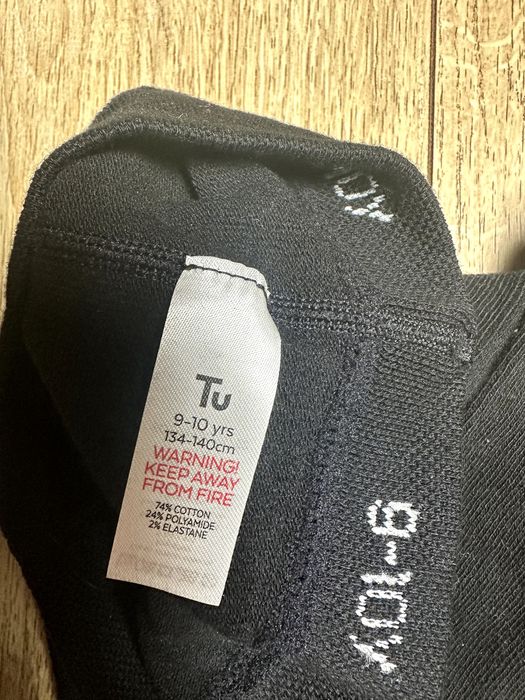 Tu
9-10 yrs
134-140cm
WARNING!
KEEP AWAY
FROM FIRE
74% COTTON
24% POLYAMIDE
2% ELASTANE
9-10Y
10Y